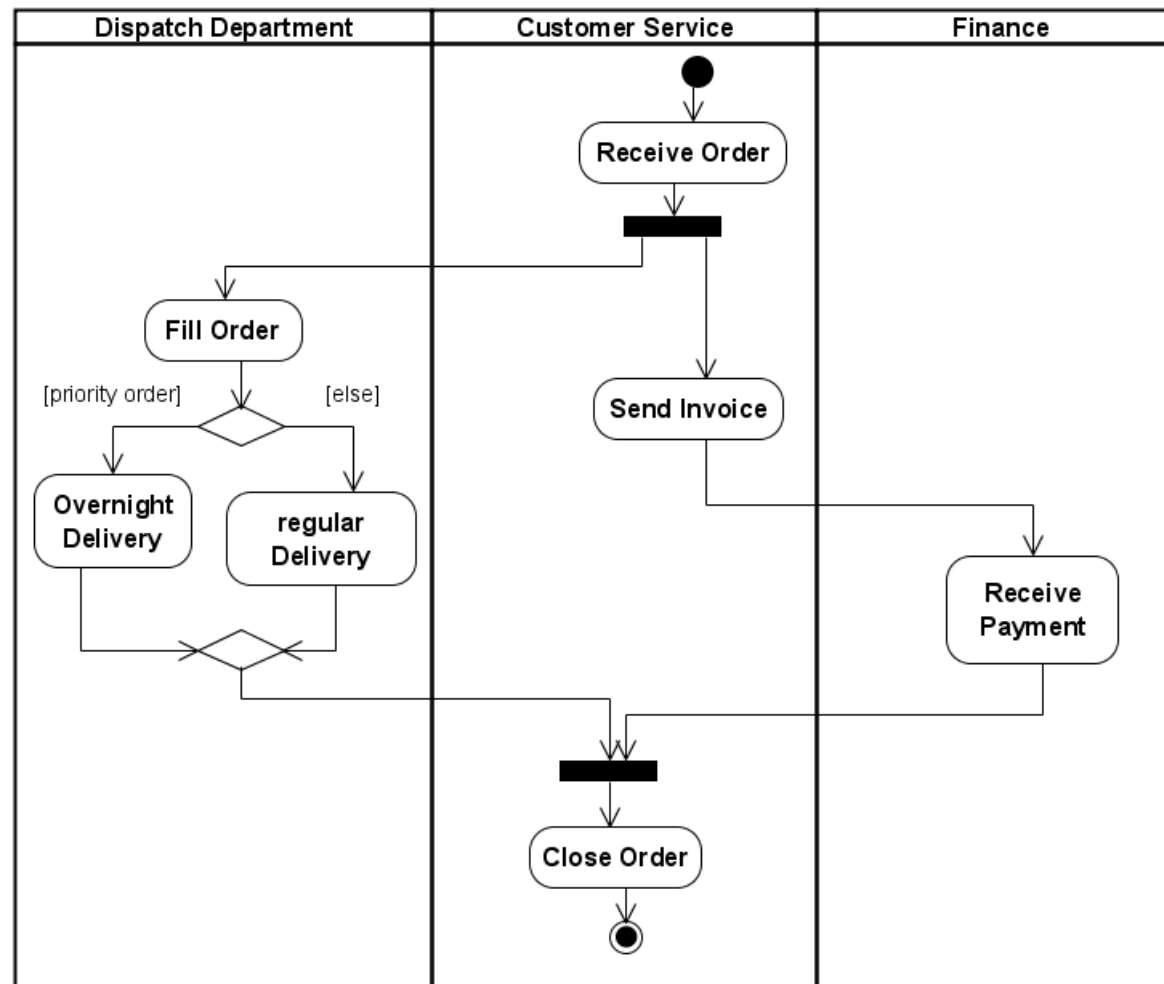 Dispatch Department
Customer Service
Finance
Receive Order
Fill Order
[priority order]
[else]
Send Invoice
Overnight
Delivery
regular
Delivery
Receive
Payment
Close Order